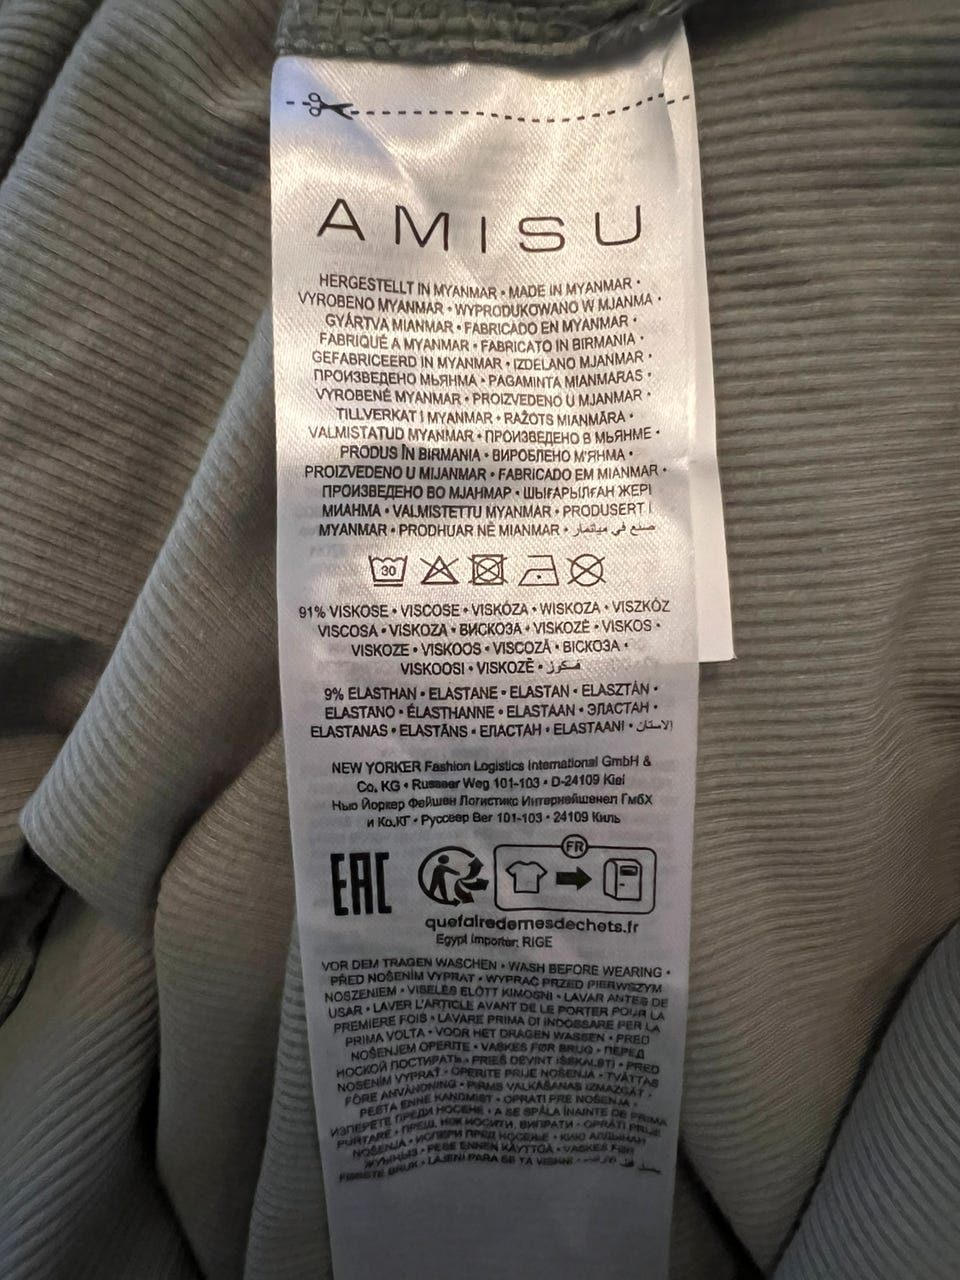 AMISU
HERGESTELLT IN MYANMAR • MADE IN MYANMAR •
VYROBENO MYANMAR • WYPRODUKOWANO W MJANMA •
GYÁRTVA MIANMAR • FABRICADO EN MYANMAR •
FABRIQUÉ A MYANMAR • FABRICATO IN BIRMANIA •
GEFABRICEERD IN MYANMAR • IZDELANO MJANMAR •
ПРОИЗВЕДЕНО МЬЯНМА • PAGAMINTA MIANMARAS •
VYROBENÉ MYANMAR • PROIZVEDENO U MJANMAR •
TILLVERKAT I MYANMAR • RAŽOTS MIANMĀRA •
VALMISTATUD MYANMAR • ПРОИЗВЕДЕНО В МЬЯНМЕ •
PRODUS ÎN BIRMANIA • ВИРОБЛЕНО М'ЯНМА •
PROIZVEDENO U MIJANMAR • FABRICADO EM MIANMAR •
ПРОИЗВЕДЕНО ВО МЈАНМАР • ШЫҒАРЫЛҒАН ЖЕРІ
МИАНМА • VALMISTETTU MYANMAR • PRODUSERT I
MYANMAR • PRODHUAR NË MIANMAR • صنع في ميانمار
30
91% VISKOSE • VISCOSE • VISKÓZA • WISKOZA • VISZKÓZ
VISCOSA • VISKOZA • ВИСКОЗА • VISKOZĖ • VISKOS •
VISKOZE • VISKOOS • VISCOZĂ • ВІСКОЗА •
VISKOOSI • VISKOZË • فسكوز
9% ELASTHAN • ELASTANE • ELASTAN • ELASZTÁN •
ELASTANO • ÉLASTHANNE • ELASTAAN • ЭЛАСТАН •
ELASTANAS • ELASTĀNS • ЕЛАСТАН • ELASTAANI • الاستان
NEW YORKER Fashion Logistics International GmbH &
Co. KG • Russeer Weg 101-103 • D-24109 Kiel
Нью Йоркер Фейшен Логистикс Интернейшенел ГмбХ
и Ко.КГ • Руссеер Вег 101-103 • 24109 Киль
EAC
FR
quefairedemesdechets.fr
Egypt Importer: RIGE
VOR DEM TRAGEN WASCHEN • WASH BEFORE WEARING •
PŘED NOŠENÍM VYPRAT • WYPRAĆ PRZED PIERWSZYM
NOSZENIEM • VISELÉS ELŐTT KIMOSNI • LAVAR ANTES DE
USAR • LAVER L'ARTICLE AVANT DE LE PORTER POUR LA
PREMIERE FOIS • LAVARE PRIMA DI INDOSSARE PER LA
PRIMA VOLTA • VOOR HET DRAGEN WASSEN • PRED
NOŠENJEM OPERITE • VASKES FØR BRUG • ПЕРЕД
НОСКОЙ ПОСТИРАТЬ • PRIEŠ DEVINT IŠSKALBTI • PRED
NOSENÍM VYPRAŤ • OPERITE PRIJE NOŠENJA • TVÄTTAS
FÖRE ANVÄNDNING • PIRMS VALKĀŠANAS IZMAZGĀT •
PESTA ENNE KANDMIST • OPRATI PRE NOŠENJA •
ИЗПЕРЕТЕ ПРЕДИ НОСЕНЕ • A SE SPĂLA ÎNAINTE DE PRIMA
PURTARE • ВИПРАТИ • OPRATI PRIJE
NOŠENJA • ИСПЕРИ ПРЕД НОСЕЊЕ
PESE ENNEN KÄYTTÖÄ • VASKES FØR
FØRSTE BRUK • LAJENI PARA SE TA VISHNI